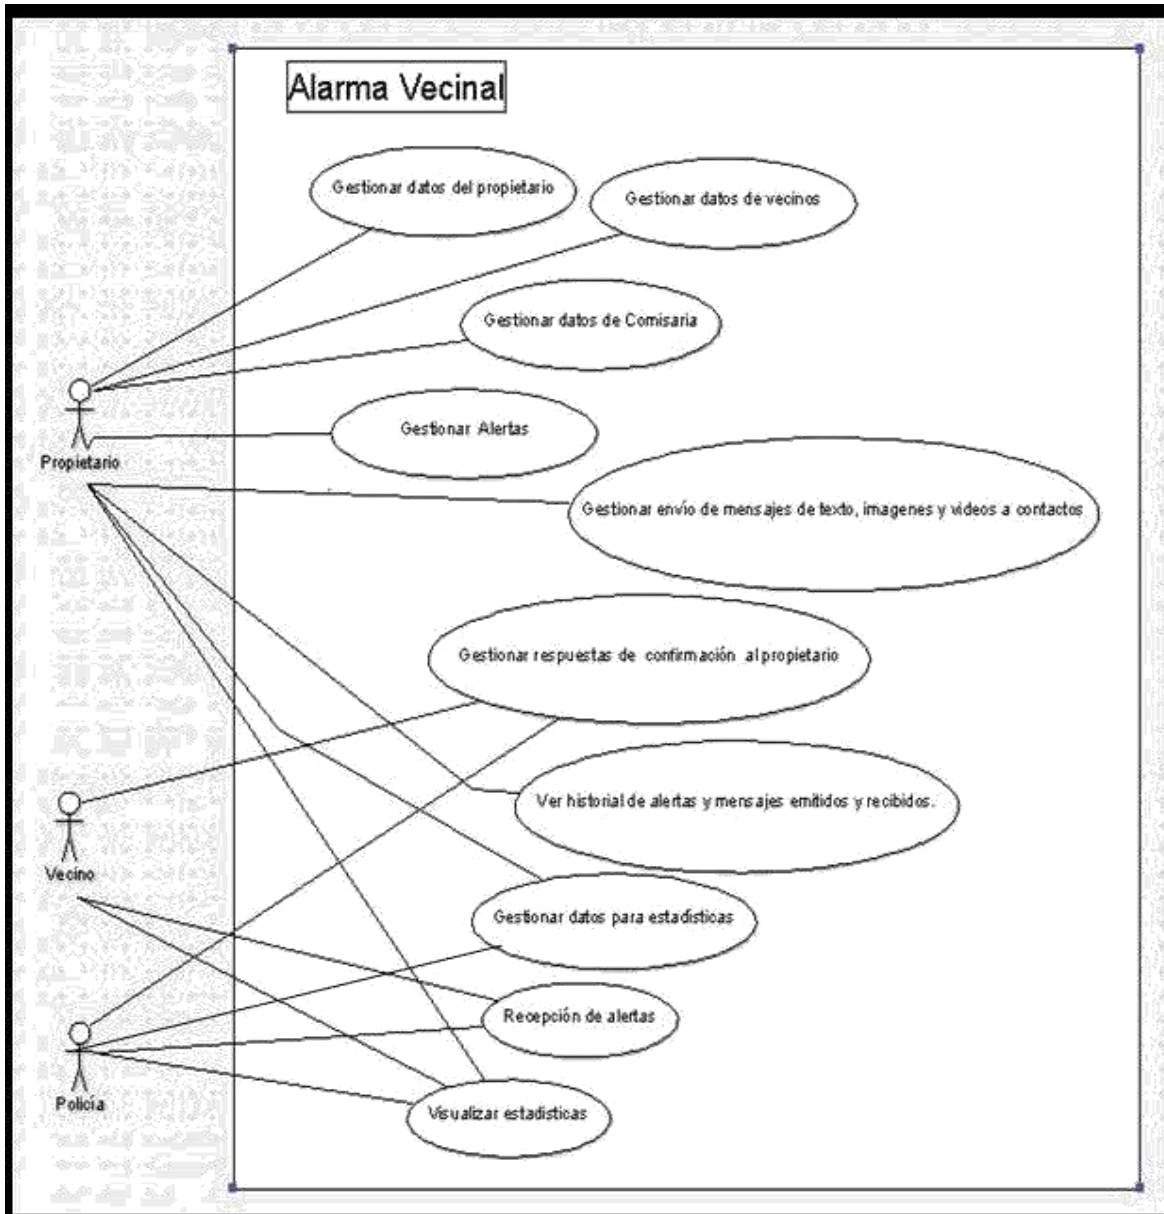 Alarma Vecinal
Gestionar datos del propietario
Gestionar datos de vecinos
Gestionar datos de Comisaria
Gestionar Alertas
Propietario
Gestionar envío de mensajes de texto, imagenes y videos a contactos
Gestionar respuestas de confirmación al propietario
Ver historial de alertas y mensajes emitidos y recibidos.
Vecino
Gestionar datos para estadísticas
Recepción de alertas
Policía
Visualizar estadisticas